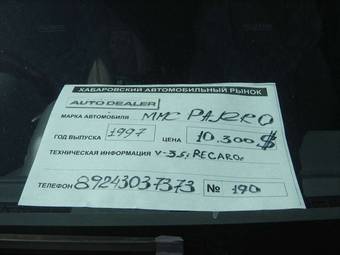 ХАБАРОВСКИЙ АВТОМОБИЛЬНЫЙ РЫНОК
AUTO DEALER
МАРКА АВТОМОБИЛЯ MMC PAJERO
ГОД ВЫПУСКА 1997 ЦЕНА 10.300 $
ТЕХНИЧЕСКАЯ ИНФОРМАЦИЯ V-3,5, RECARO.
ТЕЛЕФОН 89243037373 № 190